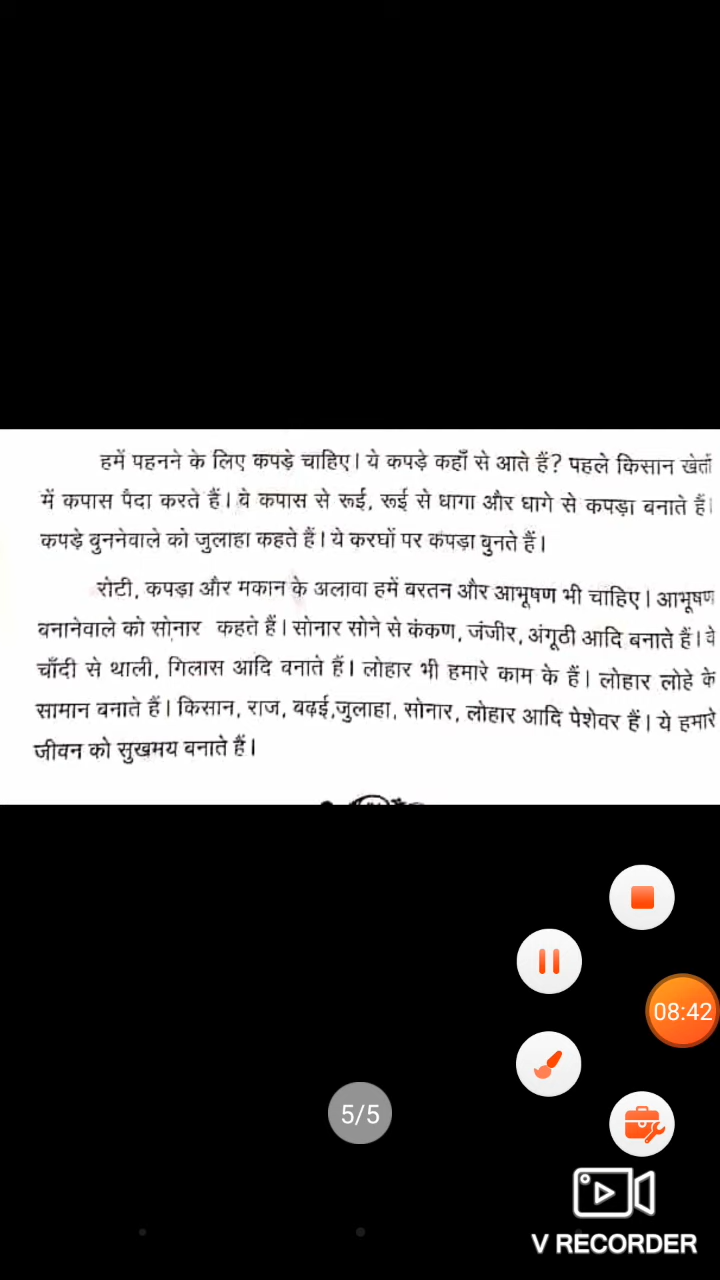 हमें पहनने के लिए कपड़े चाहिए। ये कपड़े कहाँ से आते हैं? पहले किसान खेतों
में कपास पैदा करते हैं। वे कपास से रूई, रूई से धागा और धागे से कपड़ा बनाते हैं।
कपड़े बुननेवाले को जुलाहा कहते हैं। ये करघों पर कपड़ा बुनते हैं।
रोटी, कपड़ा और मकान के अलावा हमें बरतन और आभूषण भी चाहिए। आभूषण
बनानेवाले को सोनार कहते हैं। सोनार सोने से कंकण, जंजीर, अंगूठी आदि बनाते हैं। वे
चाँदी से थाली, गिलास आदि बनाते हैं। लोहार भी हमारे काम के हैं। लोहार लोहे के
सामान बनाते हैं। किसान, राज, बढ़ई,जुलाहा, सोनार, लोहार आदि पेशेवर हैं। ये हमारे
जीवन को सुखमय बनाते हैं।
08:42
5/5
V RECORDER